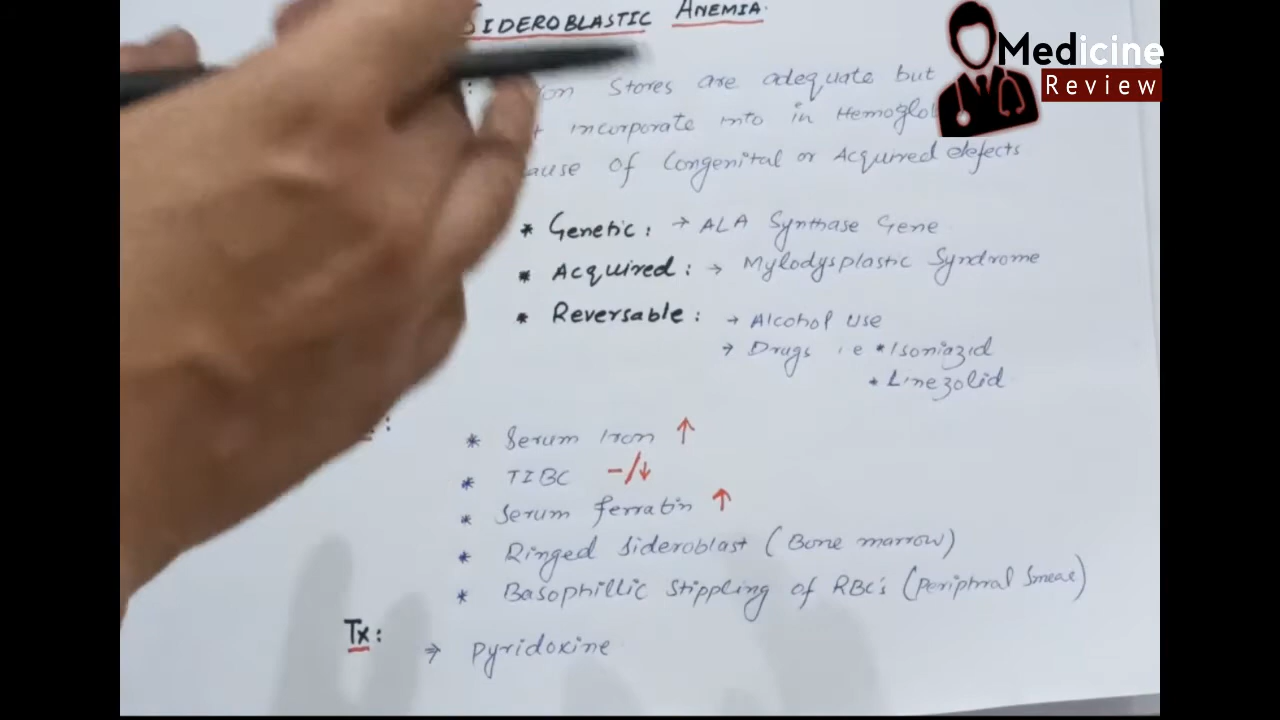 SIDEROBLASTIC ANEMIA.
Medicine
Review
Stores are adequate but
incorporate into in
of Congenital or Acquired defects
* Genetic : → ALA Synthase Gene
* Acquired : → Mylodysplastic Syndrome
* Reversable : → Alcohol Use
→ Drugs i.e * Isoniazid
* Linezolid
:
* Serum Iron ↑
* TIBC -/↓
* Serum ferratin ↑
* Ringed Sideroblast (Bone marrow)
* Basophillic Stippling of RBC's (Periphral Smear)
Tx :
→ Pyridoxine